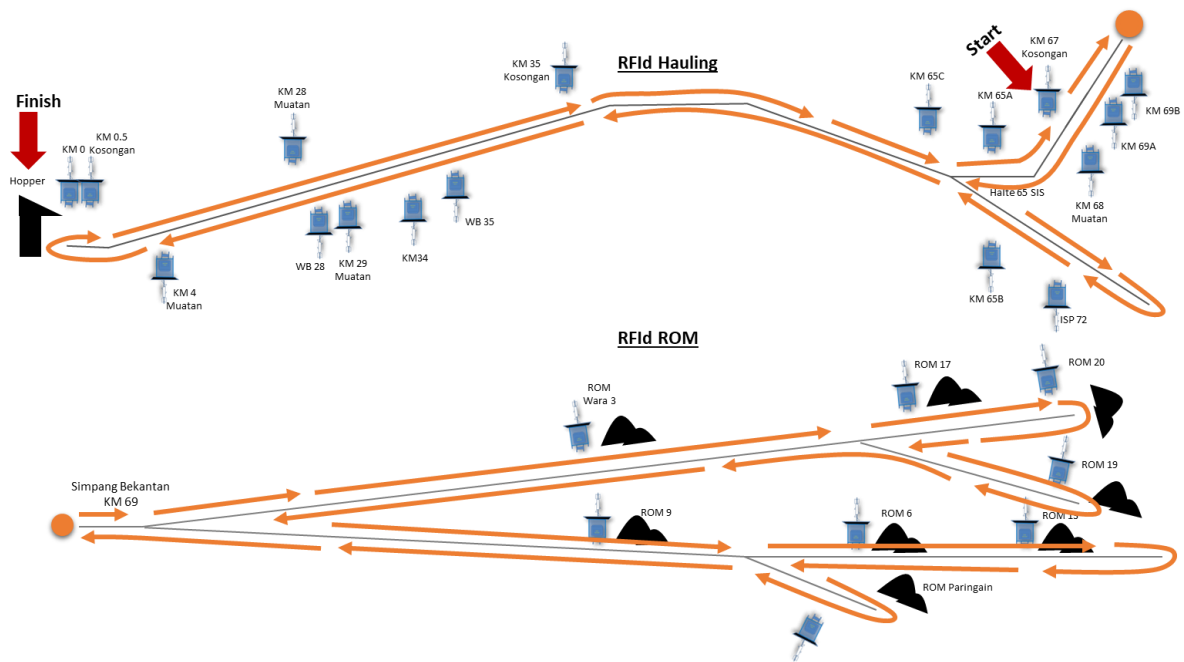 RFId Hauling
Start
KM 67
Kosongan
KM 35
Kosongan
KM 65C
KM 65A
KM 28
Muatan
Finish
KM 0
KM 0.5
Kosongan
Hopper
KM 69B
KM 69A
KM 68
Muatan
Halte 65 SIS
WB 35
KM34
KM 29
Muatan
WB 28
KM 4
Muatan
KM 65B
ISP 72
RFId ROM
ROM
Wara 3
ROM 17
ROM 20
ROM 19
Simpang Bekantan
KM 69
ROM 9
ROM 6
ROM 15
ROM Paringain